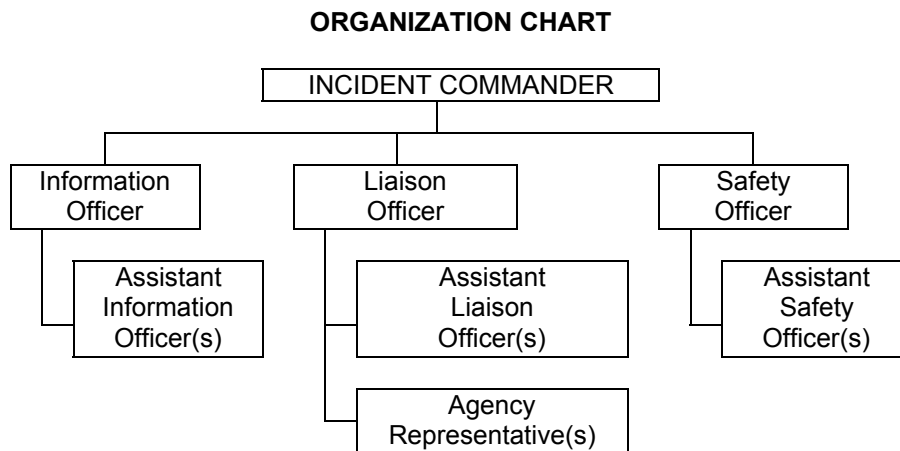 ORGANIZATION CHART
INCIDENT COMMANDER
Information
Officer
Liaison
Officer
Safety
Officer
Assistant
Information
Officer(s)
Assistant
Liaison
Officer(s)
Assistant
Safety
Officer(s)
Agency
Representative(s)